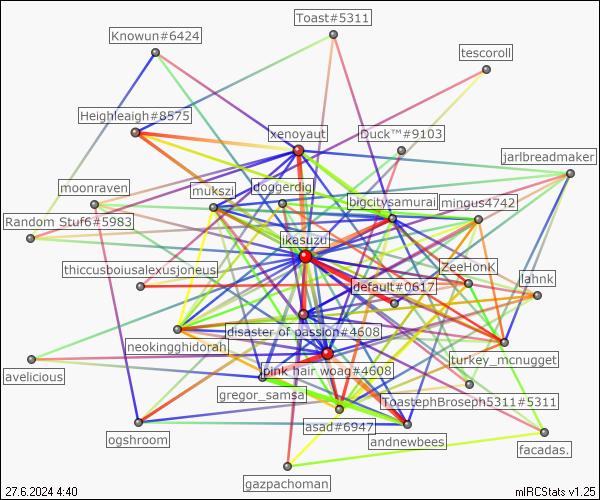 Toast#5311
Knowun#6424
tescoroll
Heighleagh#8575
xenoyaut
Duck™#9103
jarlbreadmaker
moonraven
mukszi
doggerdig
bigcitysamurai
mingus4742
Random Stuf6#5983
jikasuzu
thiccusboiusalexusjoneus
ZeeHonK
lahnk
default#0617
disaster of passion#4608
neokingghidorah
turkey_mcnugget
avelicious
pink hair woag#4608
gregor_samsa
ToastephBroseph5311#5311
asad#6947
ogshroom
andnewbees
facadas.
gazpachoman
27.6.2024 4:40
mIRCStats v1.25